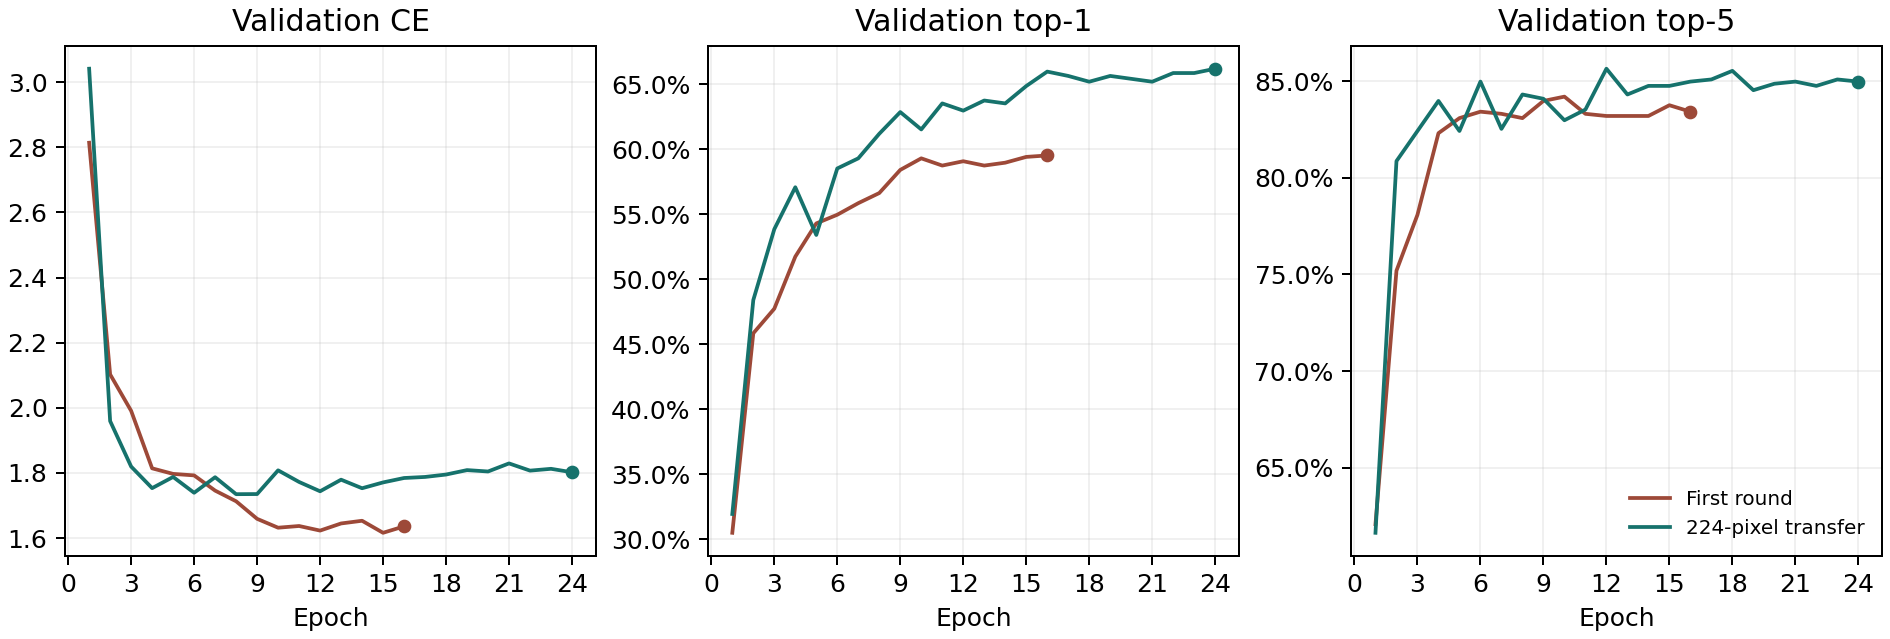 Validation CE
3.0
2.8
2.6
2.4
2.2
2.0
1.8
1.6
0 3 6 9 12 15 18 21 24
Epoch
Validation top-1
65.0%
60.0%
55.0%
50.0%
45.0%
40.0%
35.0%
30.0%
0 3 6 9 12 15 18 21 24
Epoch
Validation top-5
85.0%
80.0%
75.0%
70.0%
65.0%
First round
224-pixel transfer
0 3 6 9 12 15 18 21 24
Epoch